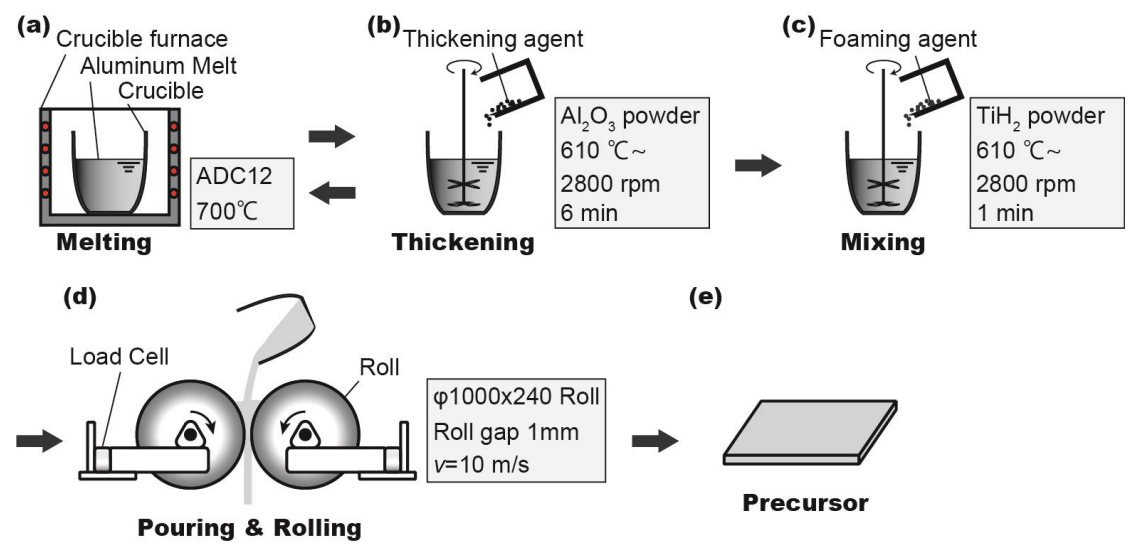 (a)
Crucible furnace
Aluminum Melt
Crucible
ADC12
700℃
Melting
(b)
Thickening agent
Al₂O₃ powder
610 ℃~
2800 rpm
6 min
Thickening
(c)
Foaming agent
TiH₂ powder
610 ℃~
2800 rpm
1 min
Mixing
(d)
Load Cell
Roll
φ1000x240 Roll
Roll gap 1mm
v=10 m/s
Pouring & Rolling
(e)
Precursor